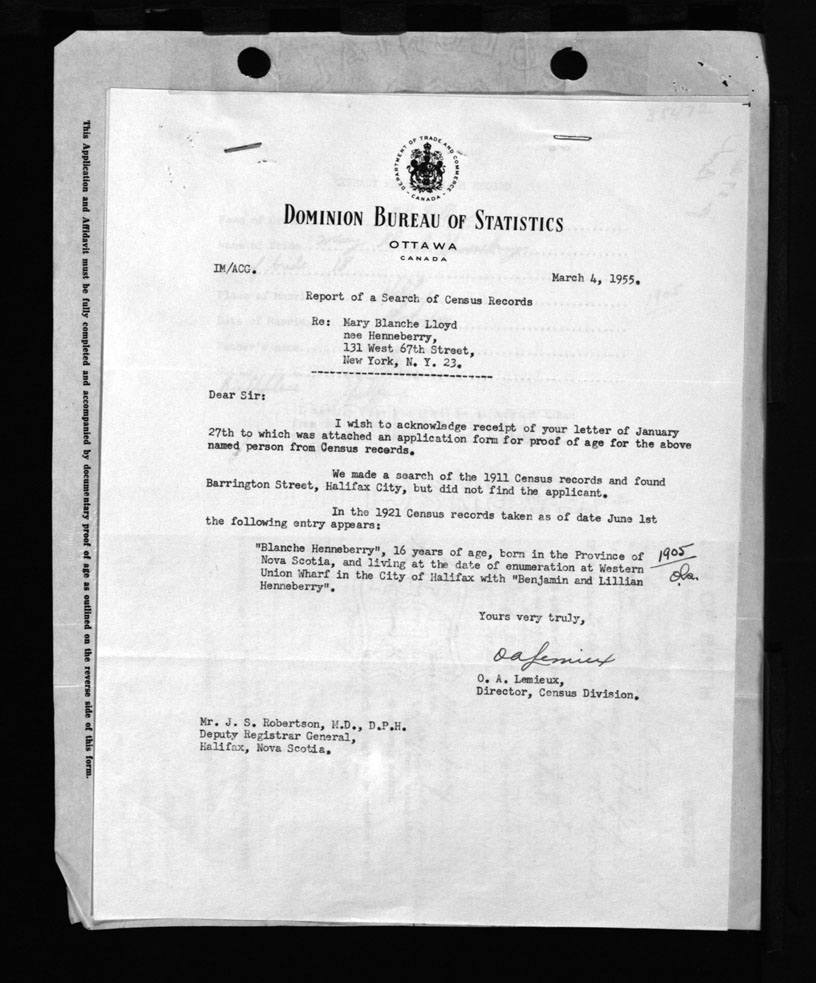 DEPARTMENT OF TRADE AND COMMERCE
CANADA
DOMINION BUREAU OF STATISTICS
OTTAWA
CANADA
IM/ACG.
March 4, 1955.
Report of a Search of Census Records
Re: Mary Blanche Lloyd
nee Henneberry,
131 West 67th Street,
New York, N. Y. 23.
Dear Sir:
I wish to acknowledge receipt of your letter of January
27th to which was attached an application form for proof of age for the above
named person from Census records.
We made a search of the 1911 Census records and found
Barrington Street, Halifax City, but did not find the applicant.
In the 1921 Census records taken as of date June 1st
the following entry appears:
"Blanche Henneberry", 16 years of age, born in the Province of
Nova Scotia, and living at the date of enumeration at Western
Union Wharf in the City of Halifax with "Benjamin and Lillian
Henneberry".
1905
Yours very truly,
O A Lemieux
O. A. Lemieux,
Director, Census Division.
Mr. J. S. Robertson, M.D., D.P.H.
Deputy Registrar General,
Halifax, Nova Scotia.
This Application and Affidavit must be fully completed and accompanied by documentary proof of age as outlined on the reverse side of this form.